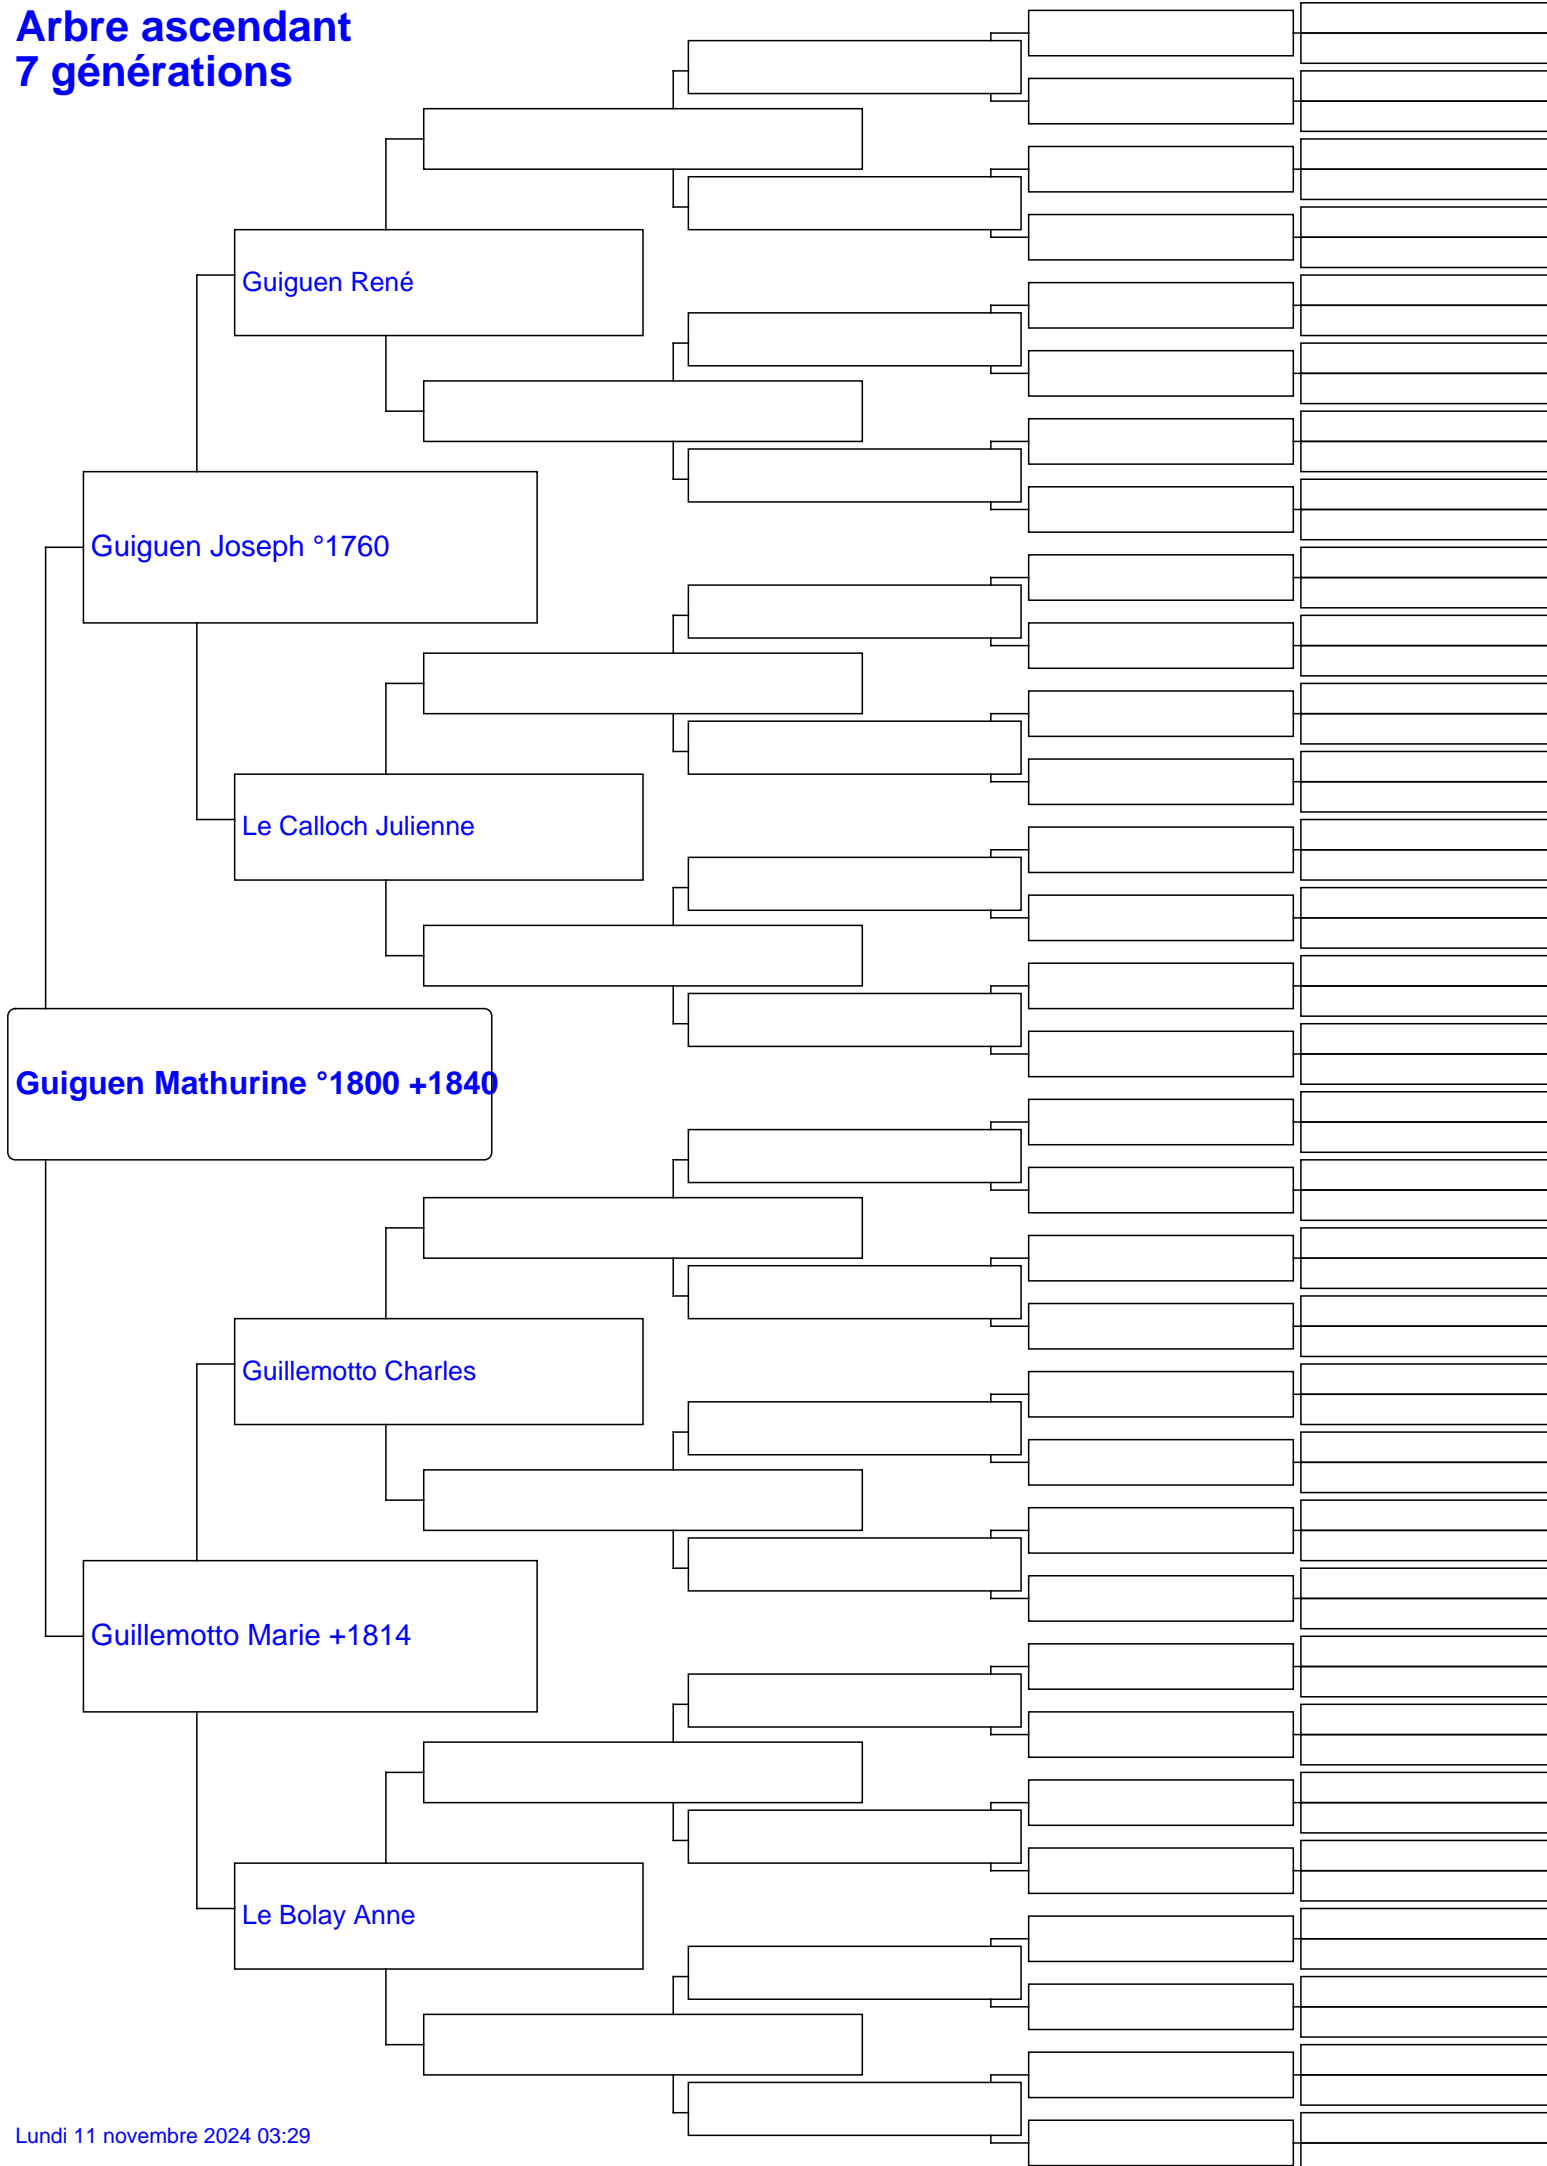 Arbre ascendant
7 générations
Guiguen René
Guiguen Joseph °1760
Le Calloch Julienne
Guiguen Mathurine °1800 +1840
Guillemotto Charles
Guillemotto Marie +1814
Le Bolay Anne
Lundi 11 novembre 2024 03:29